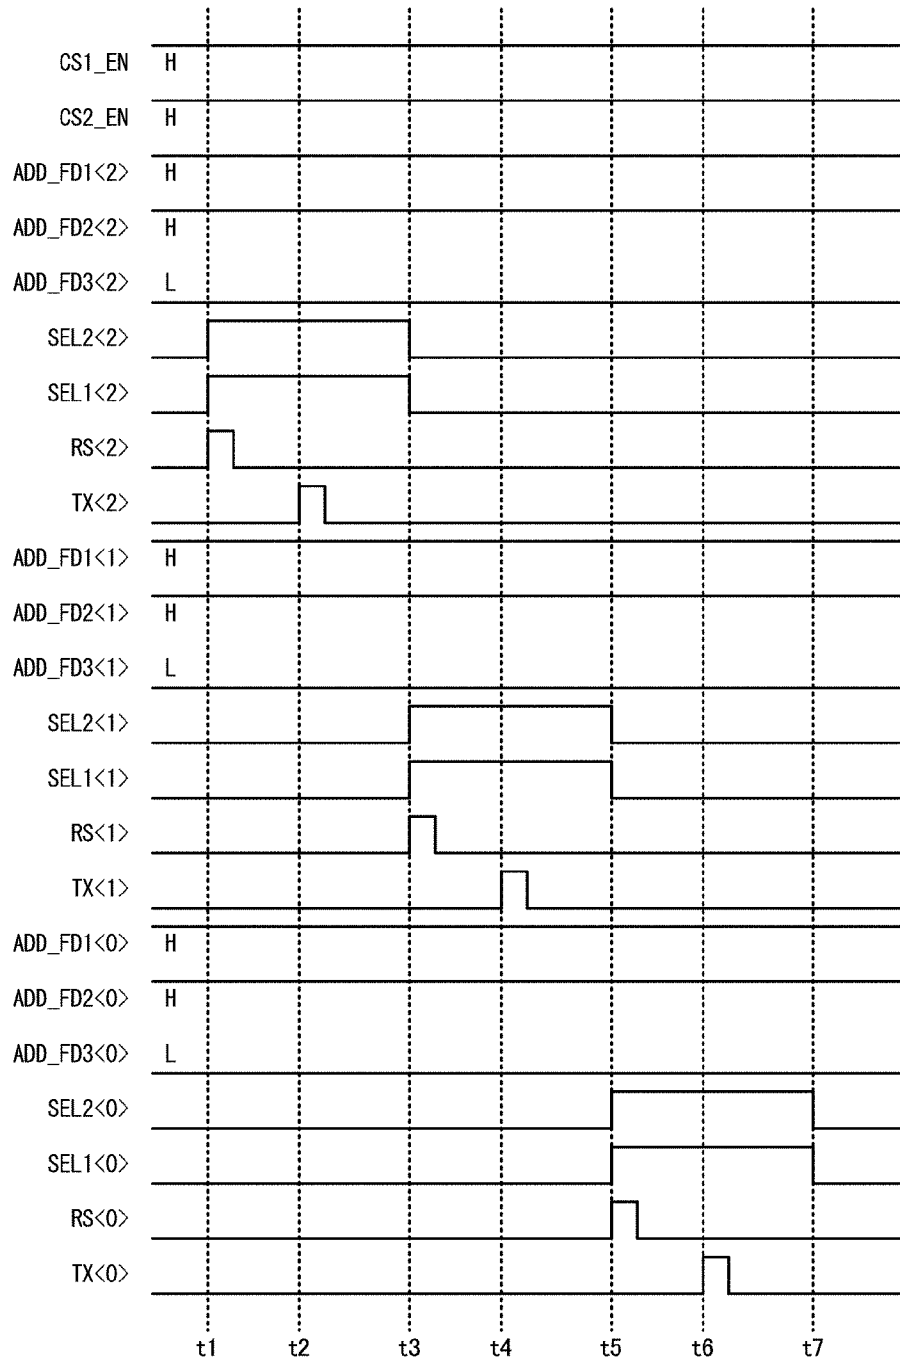 CS1_EN H
CS2_EN H
ADD_FD1<2> H
ADD_FD2<2> H
ADD_FD3<2> L
SEL2<2>
SEL1<2>
RS<2>
TX<2>
ADD_FD1<1> H
ADD_FD2<1> H
ADD_FD3<1> L
SEL2<1>
SEL1<1>
RS<1>
TX<1>
ADD_FD1<0> H
ADD_FD2<0> H
ADD_FD3<0> L
SEL2<0>
SEL1<0>
RS<0>
TX<0>
t1 t2 t3 t4 t5 t6 t7